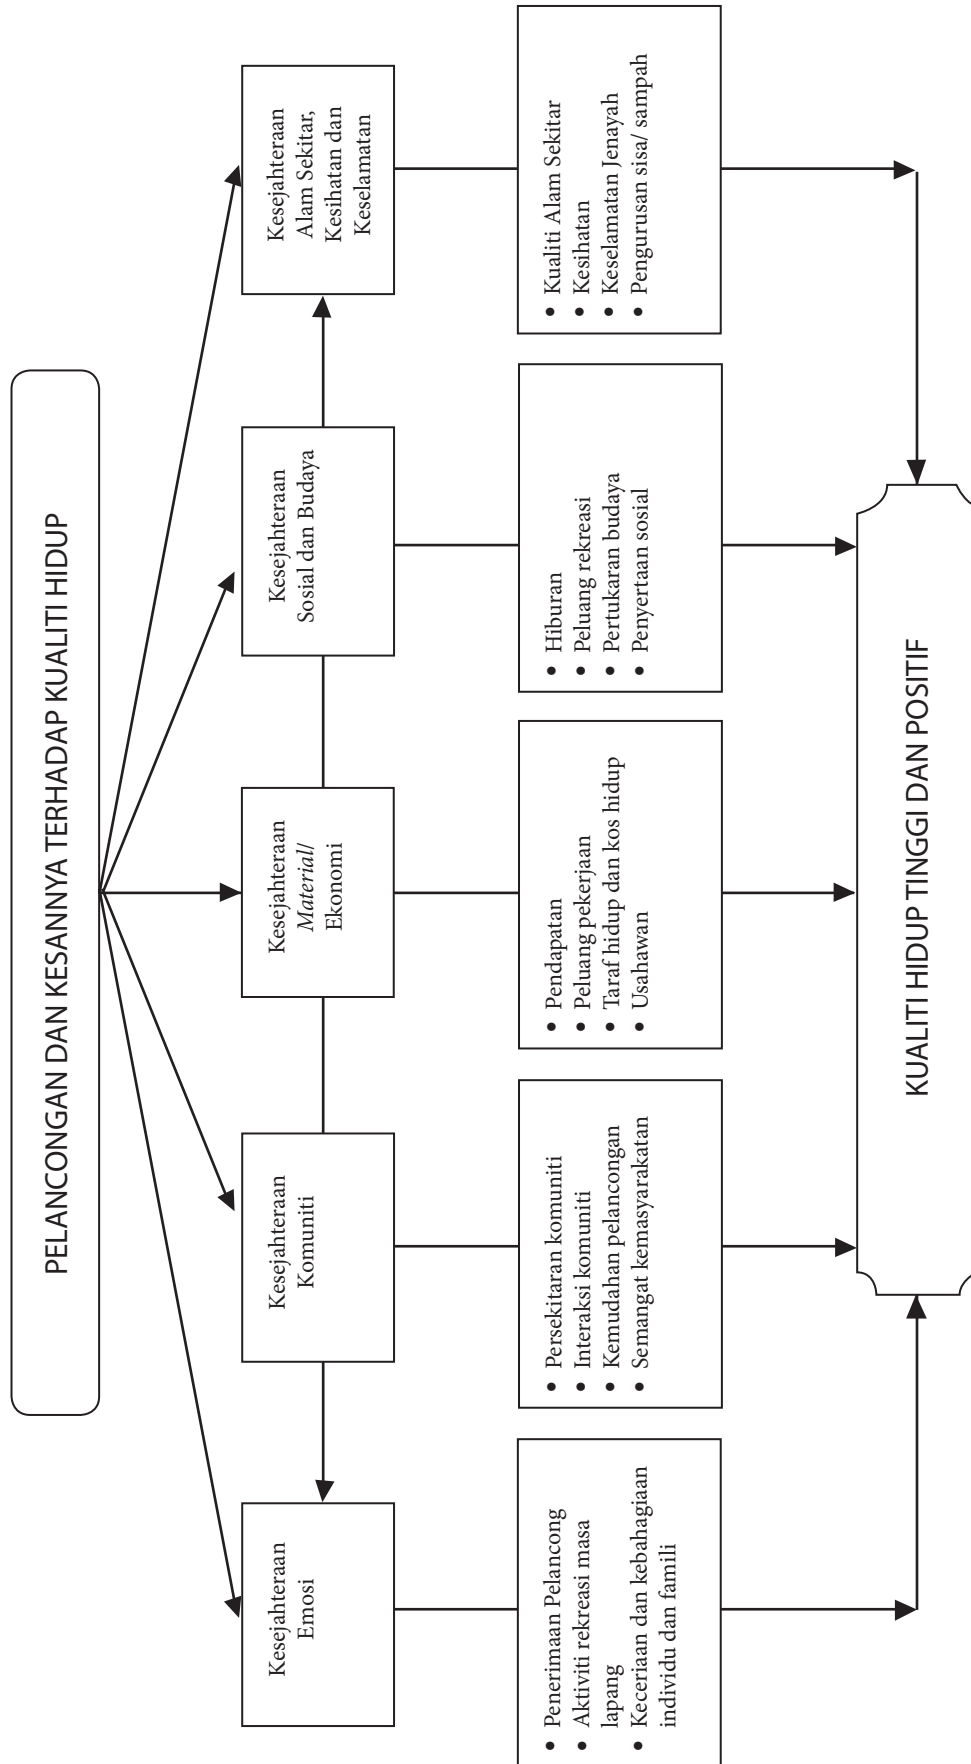 PELANCONGAN DAN KESANNYA TERHADAP KUALITI HIDUP
Kesejahteraan
Emosi
Kesejahteraan
Komuniti
Kesejahteraan
Material/
Ekonomi
Kesejahteraan
Sosial dan Budaya
Kesejahteraan
Alam Sekitar,
Kesihatan dan
Keselamatan
• Penerimaan Pelancong
• Aktiviti rekreasi masa
lapang
• Keceriaan dan kebahagiaan
individu dan famili
• Persekitaran komuniti
• Interaksi komuniti
• Kemudahan pelancongan
• Semangat kemasyarakatan
• Pendapatan
• Peluang pekerjaan
• Taraf hidup dan kos hidup
• Usahawan
• Hiburan
• Peluang rekreasi
• Pertukaran budaya
• Penyertaan sosial
• Kualiti Alam Sekitar
• Kesihatan
• Keselamatan Jenayah
• Pengurusan sisa/ sampah
KUALITI HIDUP TINGGI DAN POSITIF